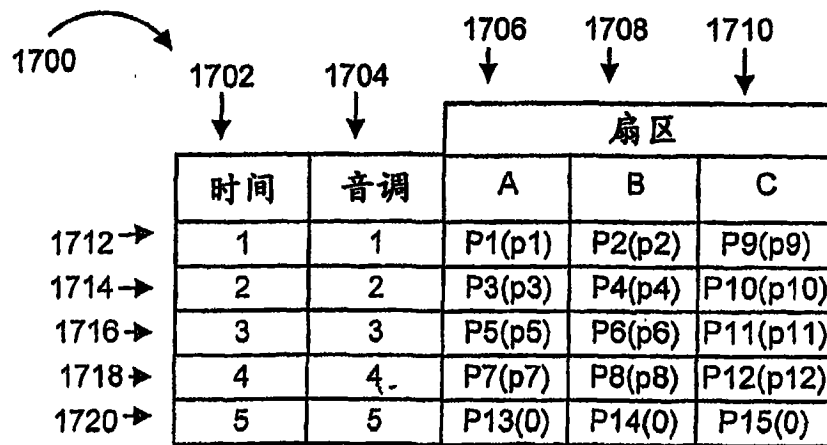 1700
1702
1704
1706
1708
1710
扇区
时间 音调 A B C
1712 1 1 P1(p1) P2(p2) P9(p9)
1714 2 2 P3(p3) P4(p4) P10(p10)
1716 3 3 P5(p5) P6(p6) P11(p11)
1718 4 4 P7(p7) P8(p8) P12(p12)
1720 5 5 P13(0) P14(0) P15(0)